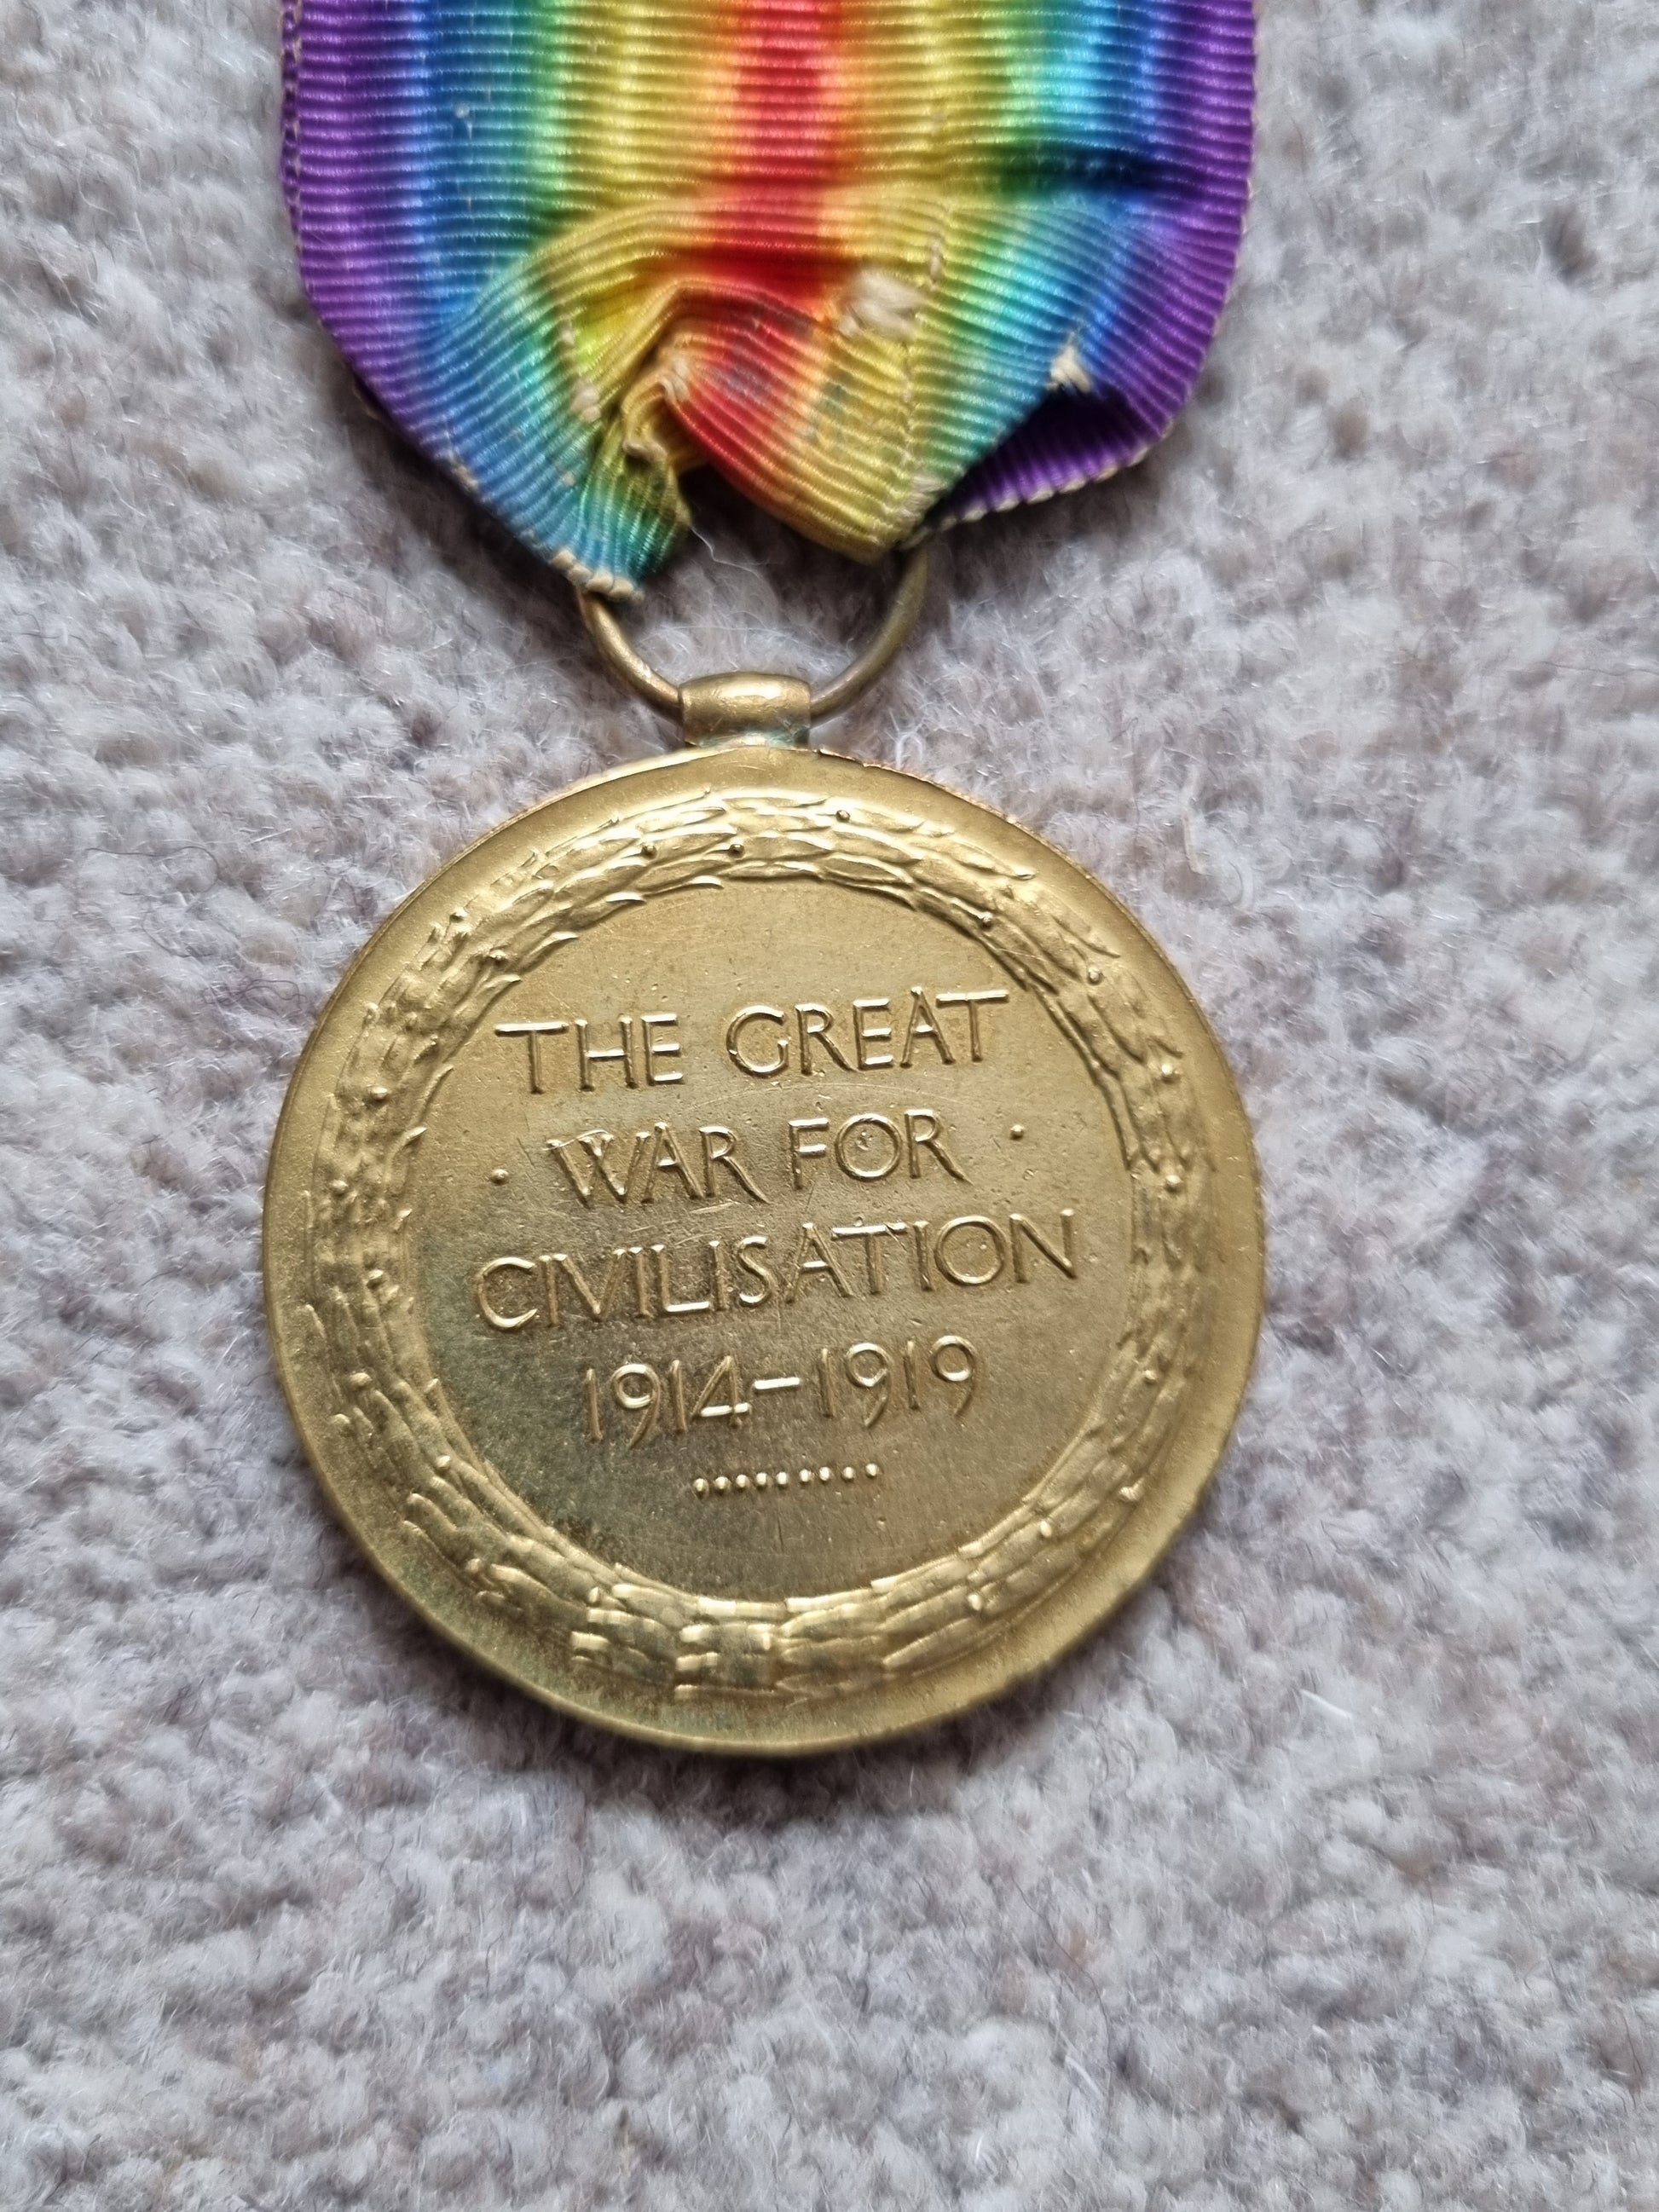 THE GREAT
· WAR FOR ·
CIVILISATION
1914-1919